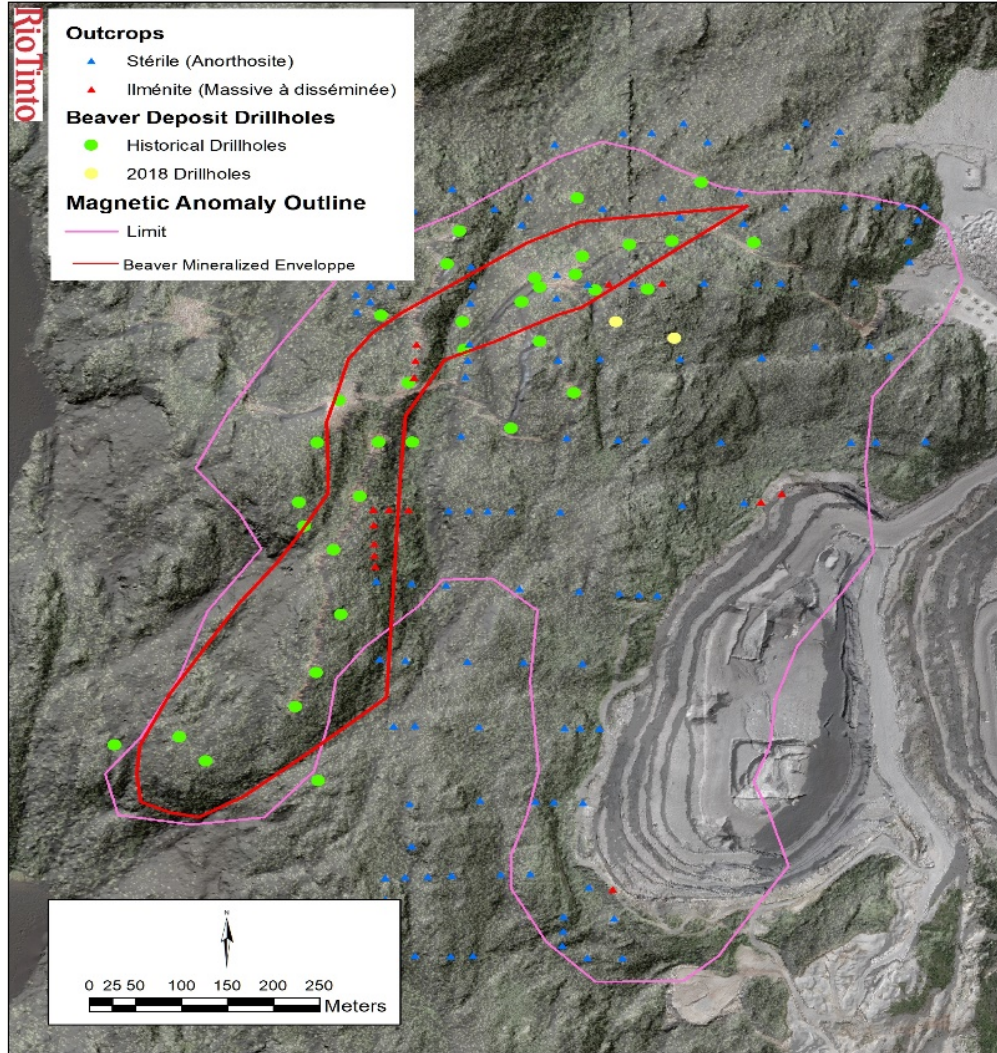 RioTinto
Outcrops
Stérile (Anorthosite)
Ilménite (Massive à disséminée)
Beaver Deposit Drillholes
Historical Drillholes
2018 Drillholes
Magnetic Anomaly Outline
Limit
Beaver Mineralized Enveloppe
N
0 25 50 100 150 200 250
Meters